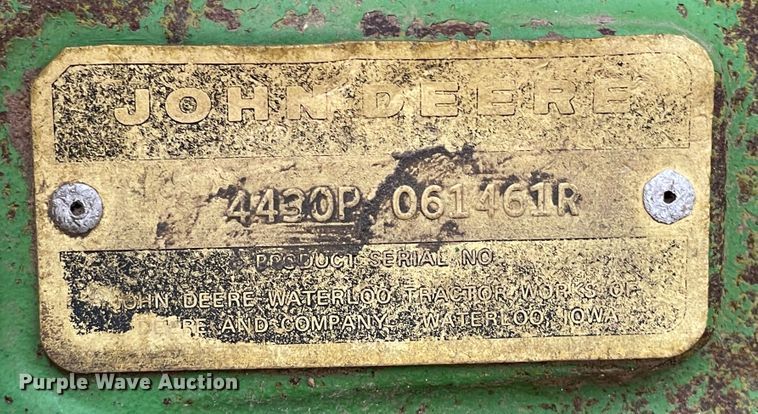 JOHN DEERE
4430P 061461R
PRODUCT SERIAL NO.
JOHN DEERE WATERLOO TRACTOR WORKS OF
DEERE AND COMPANY WATERLOO, IOWA
Purple Wave Auction